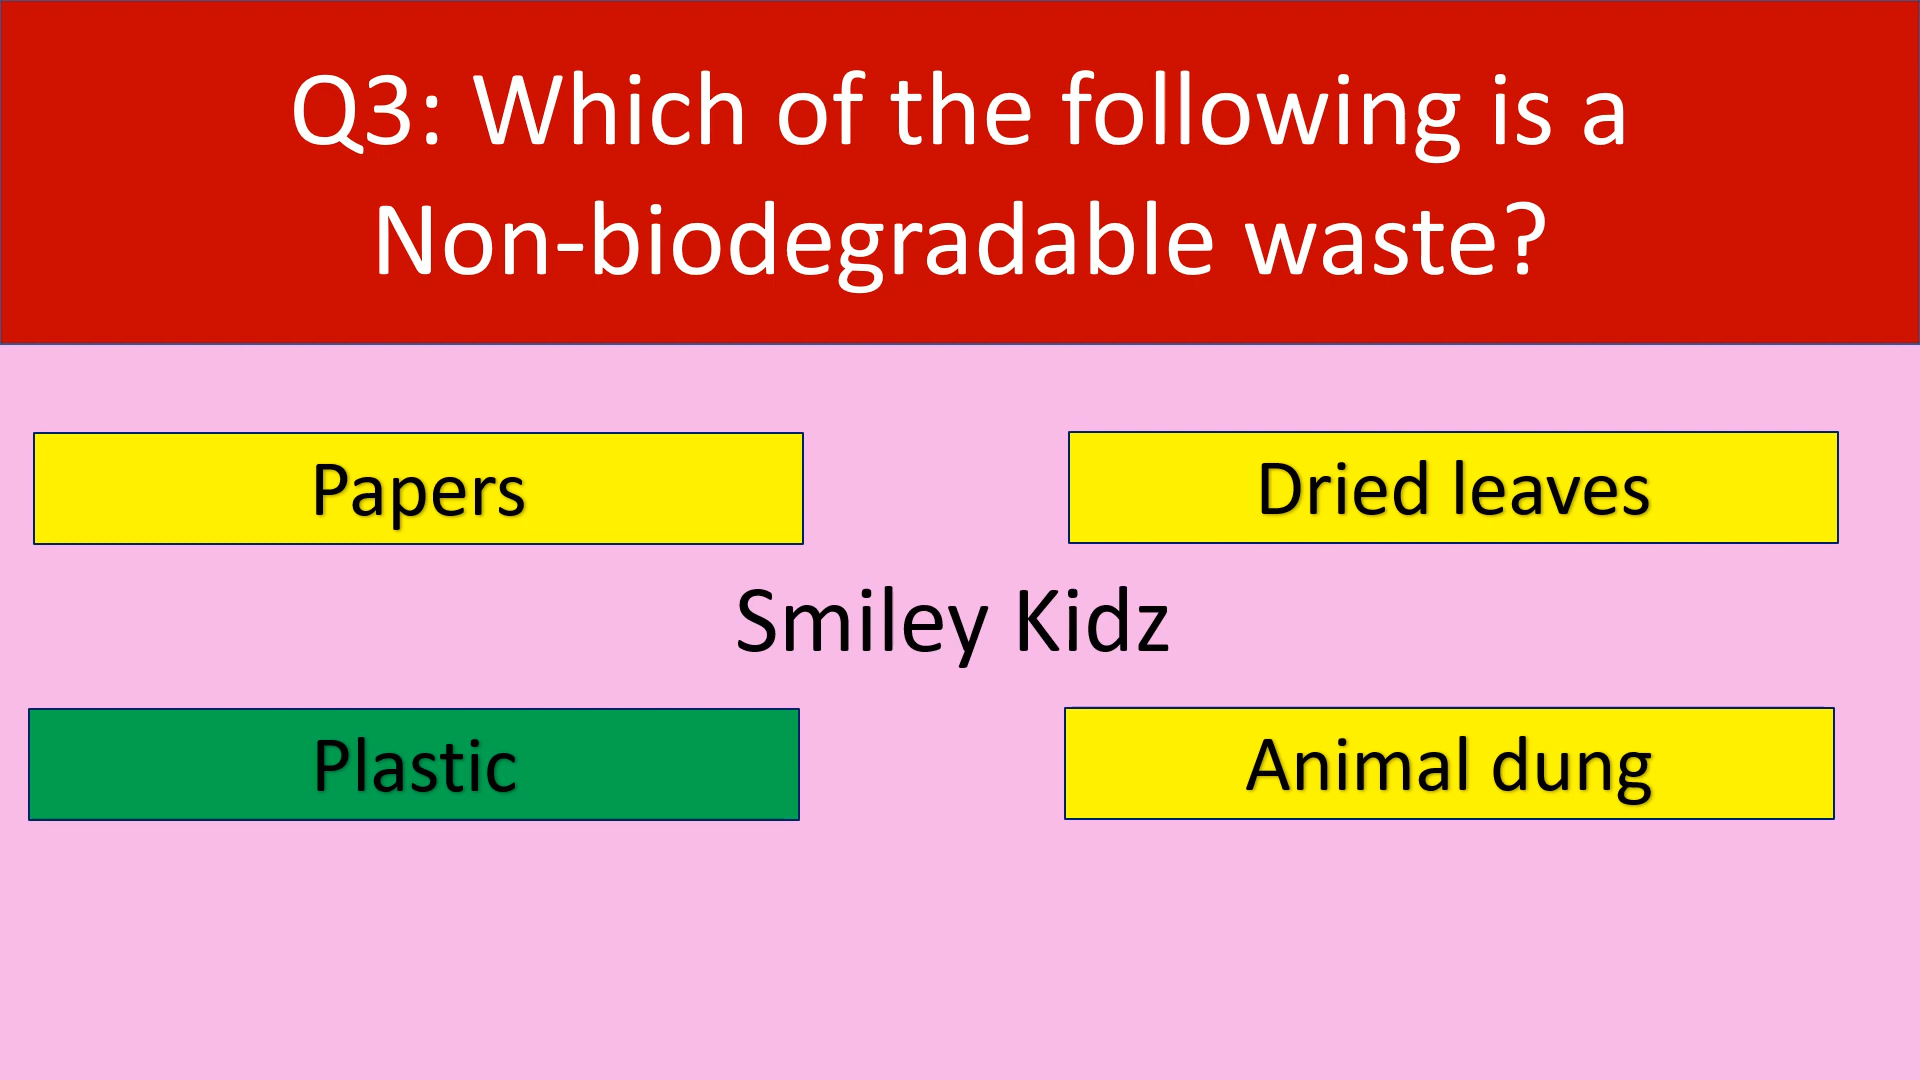 Q3: Which of the following is a
Non-biodegradable waste?
Papers
Dried leaves
Smiley Kidz
Plastic
Animal dung